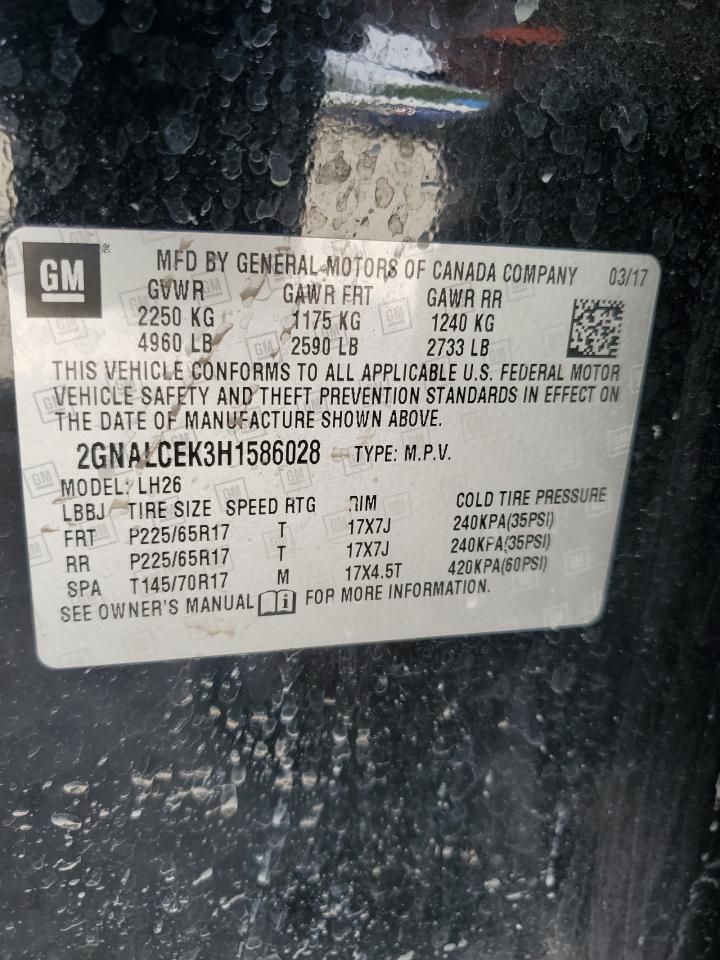 GM ® MFD BY GENERAL MOTORS OF CANADA COMPANY 03/17
GVWR GAWR FRT GAWR RR
2250 KG 1175 KG 1240 KG
4960 LB 2590 LB 2733 LB
THIS VEHICLE CONFORMS TO ALL APPLICABLE U.S. FEDERAL MOTOR
VEHICLE SAFETY AND THEFT PREVENTION STANDARDS IN EFFECT ON
THE DATE OF MANUFACTURE SHOWN ABOVE.
2GNALCEK3H1586028 TYPE: M.P.V.
MODEL: LH26
LBBJ TIRE SIZE SPEED RTG RIM COLD TIRE PRESSURE
FRT P225/65R17 T 17X7J 240KPA(35PSI)
RR P225/65R17 T 17X7J 240KPA(35PSI)
SPA T145/70R17 M 17X4.5T 420KPA(60PSI)
SEE OWNER'S MANUAL i FOR MORE INFORMATION.